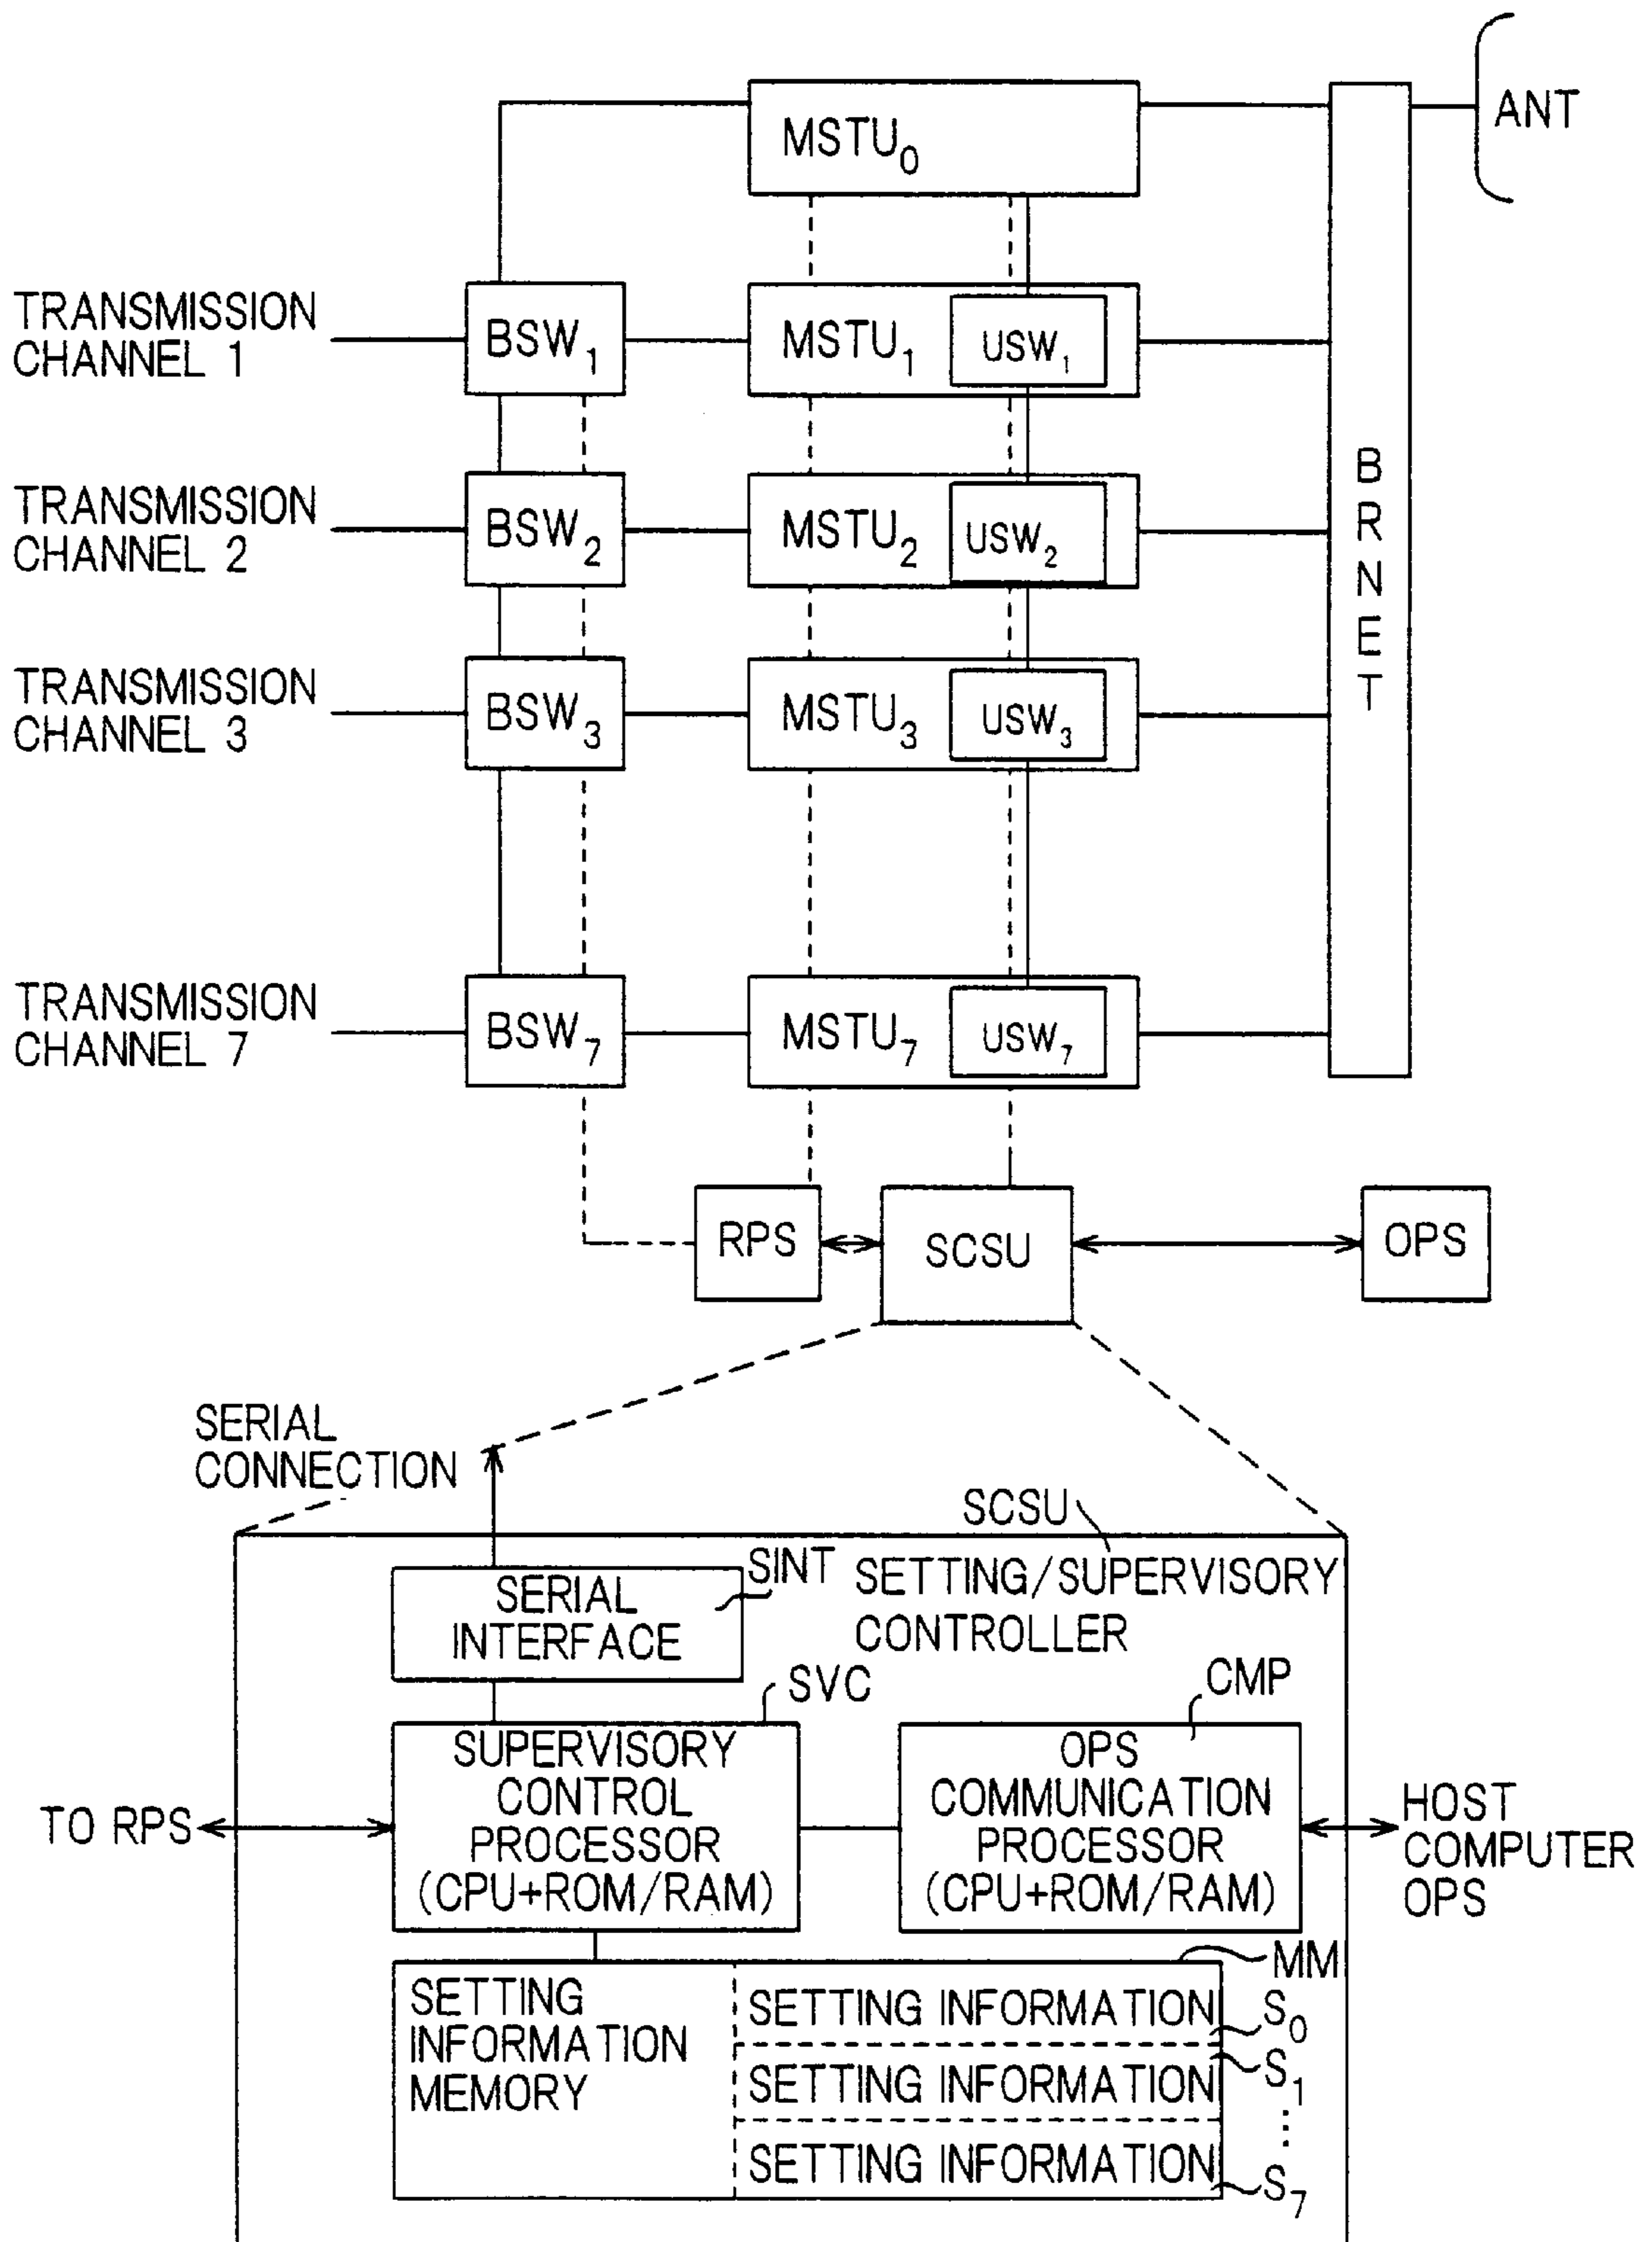 ANT
MSTU0
TRANSMISSION
CHANNEL 1
BSW1
MSTU1
USW1
TRANSMISSION
CHANNEL 2
BSW2
MSTU2
USW2
TRANSMISSION
CHANNEL 3
BSW3
MSTU3
USW3
BRNET
TRANSMISSION
CHANNEL 7
BSW7
MSTU7
USW7
RPS
SCSU
OPS
SERIAL
CONNECTION
SCSU
SETTING/SUPERVISORY
CONTROLLER
SINT
SERIAL
INTERFACE
SVC
CMP
SUPERVISORY
CONTROL
PROCESSOR
(CPU+ROM/RAM)
OPS
COMMUNICATION
PROCESSOR
(CPU+ROM/RAM)
TO RPS
HOST
COMPUTER
OPS
MM
SETTING
INFORMATION
MEMORY
SETTING INFORMATION
S0
SETTING INFORMATION
S1
⋮
SETTING INFORMATION
S7